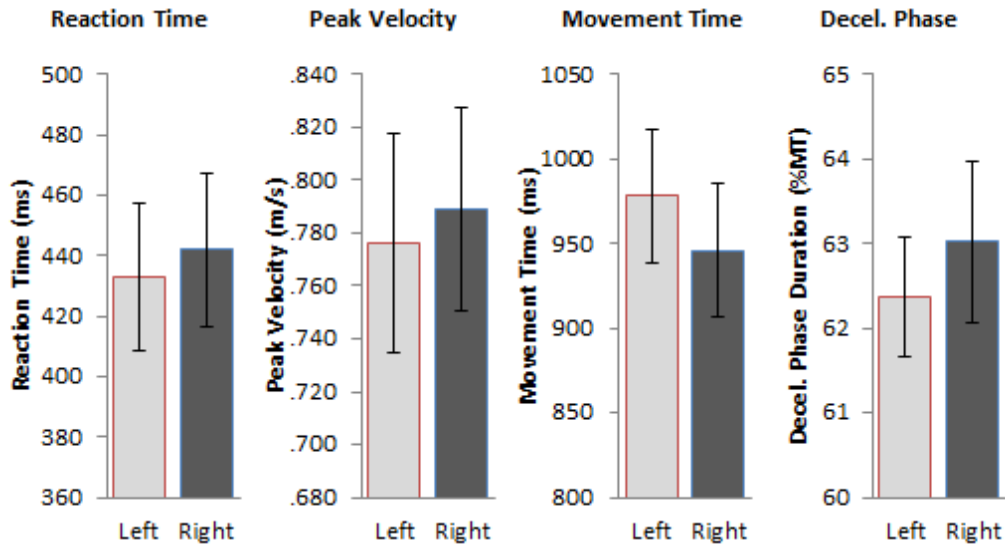 Reaction Time
Reaction Time (ms)
500
480
460
440
420
400
380
360
Left Right
Peak Velocity
Peak Velocity (m/s)
.840
.820
.800
.780
.760
.740
.720
.700
.680
Left Right
Movement Time
Movement Time (ms)
1050
1000
950
900
850
800
Left Right
Decel. Phase
Decel. Phase Duration (%MT)
65
64
63
62
61
60
Left Right